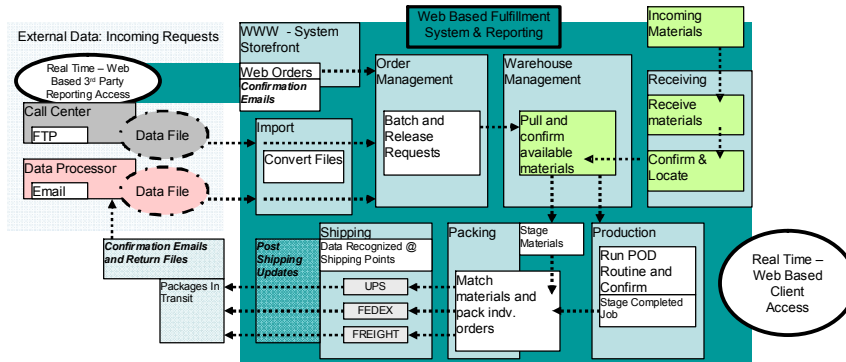 Web Based Fulfillment
System & Reporting
Incoming
Materials
External Data: Incoming Requests
WWW - System
Storefront
Web Orders
Confirmation
Emails
Real Time – Web
Based 3rd Party
Reporting Access
Order
Management
Warehouse
Management
Receiving
Receive
materials
Confirm &
Locate
Call Center
FTP
Data File
Import
Convert Files
Batch and
Release
Requests
Pull and
confirm
available
materials
Data Processor
Email
Data File
Confirmation Emails
and Return Files
Packages In
Transit
Post
Shipping
Updates
Shipping
Data Recognized @
Shipping Points
UPS
FEDEX
FREIGHT
Packing
Stage
Materials
Match
materials and
pack indv.
orders
Production
Run POD
Routine and
Confirm
Stage Completed
Job
Real Time –
Web Based
Client
Access